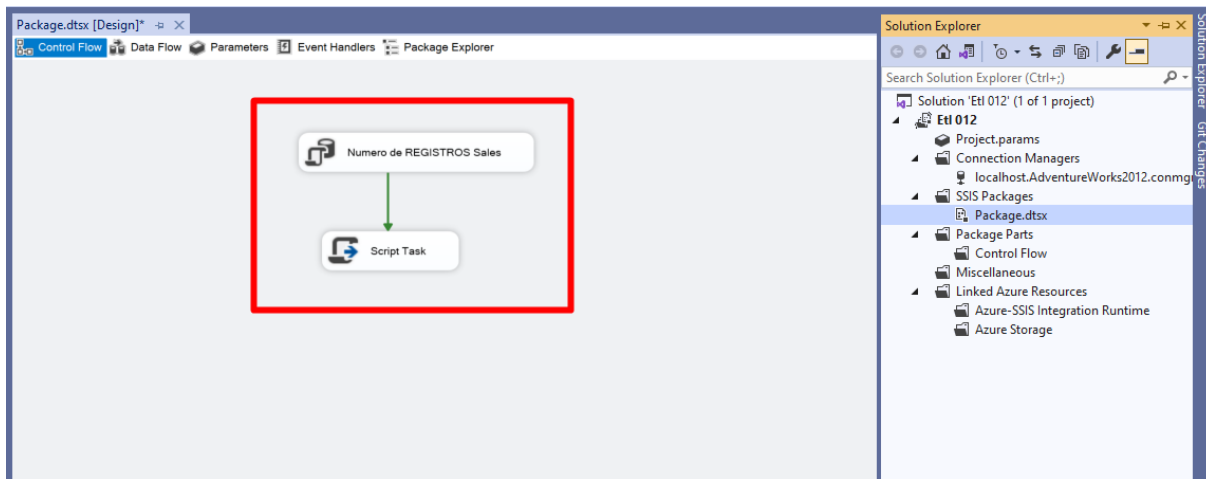 Package.dtsx [Design]*
Control Flow Data Flow Parameters Event Handlers Package Explorer
Numero de REGISTROS Sales
Script Task
Solution Explorer
Search Solution Explorer (Ctrl+;)
Solution 'Etl 012' (1 of 1 project)
Etl 012
Project.params
Connection Managers
localhost.AdventureWorks2012.conmgr
SSIS Packages
Package.dtsx
Package Parts
Control Flow
Miscellaneous
Linked Azure Resources
Azure-SSIS Integration Runtime
Azure Storage
Solution Explorer
Git Changes